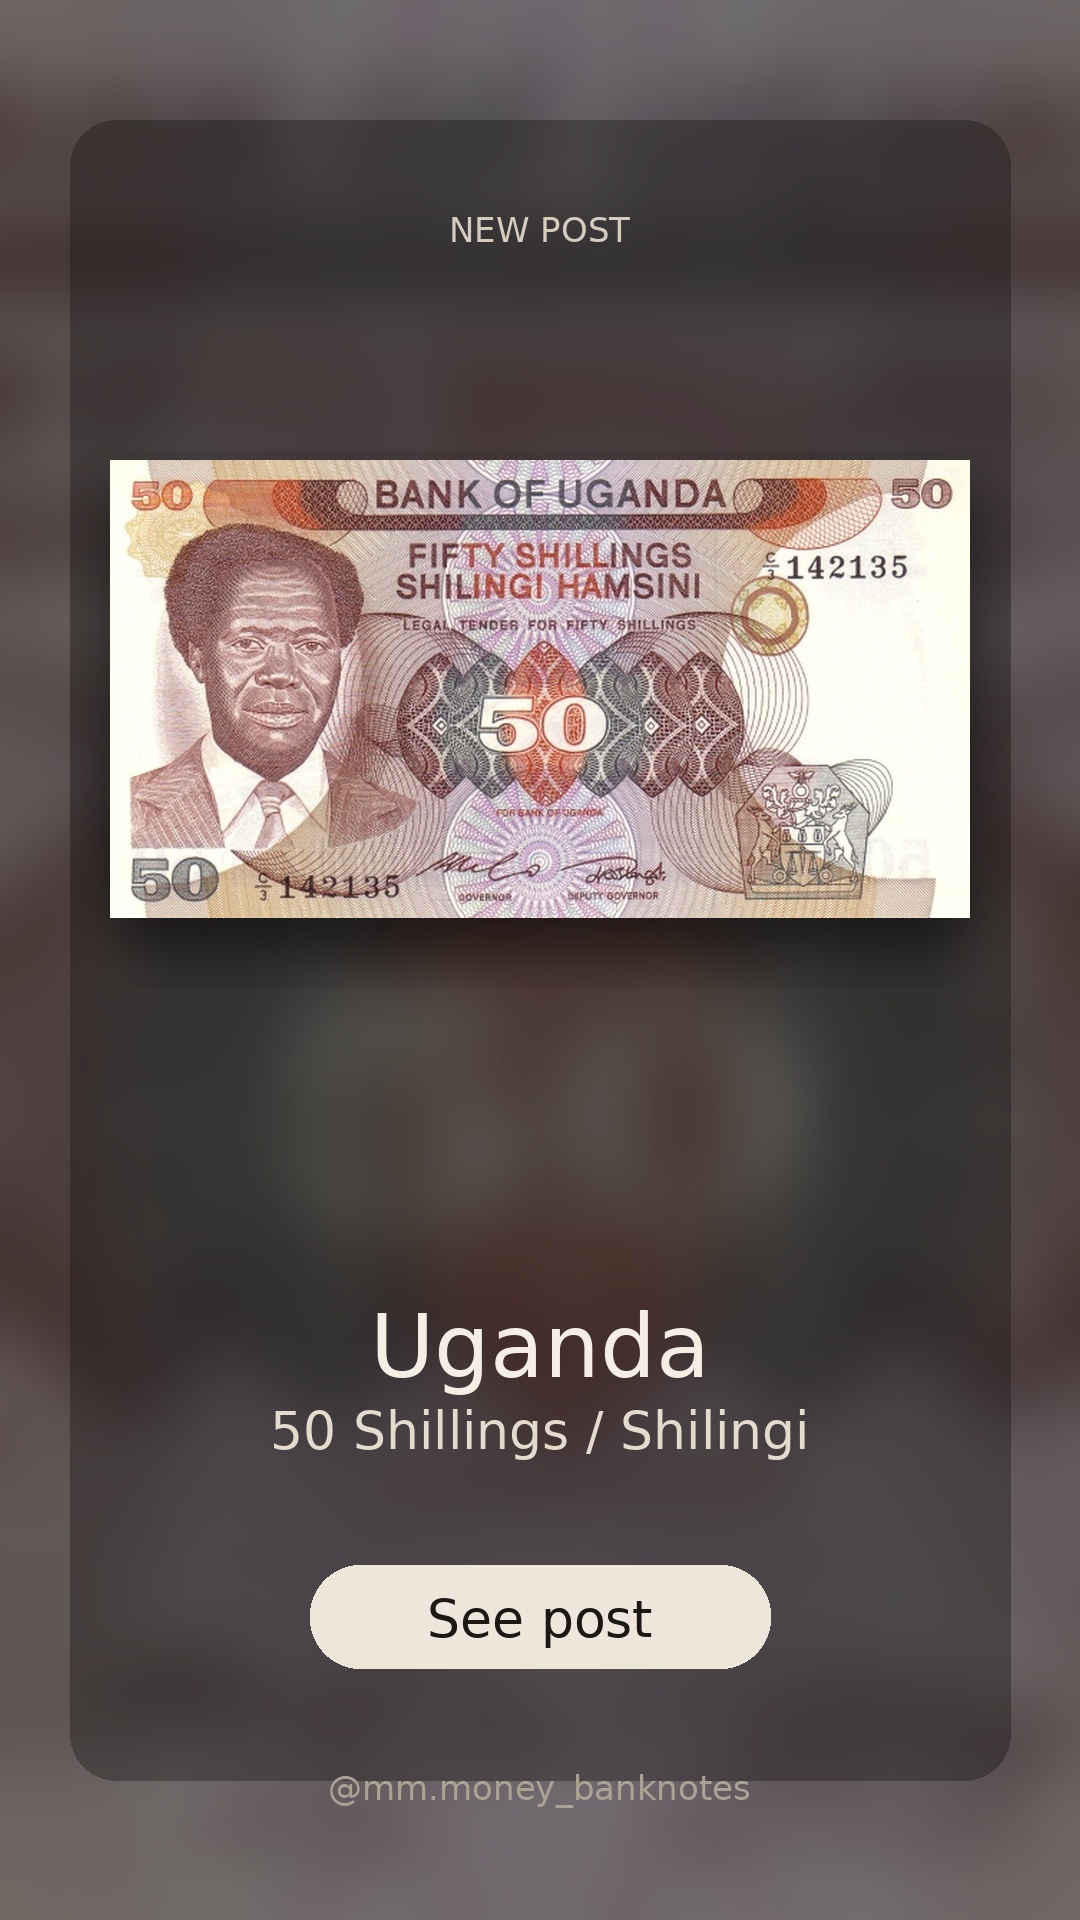 NEW POST
50 BANK OF UGANDA 50
FIFTY SHILLINGS
SHILINGI HAMSINI
C/3 142135
LEGAL TENDER FOR FIFTY SHILLINGS
50
FOR BANK OF UGANDA
50 C/3 142135
GOVERNOR DEPUTY GOVERNOR
50
Uganda
50 Shillings / Shilingi
See post
@mm.money_banknotes